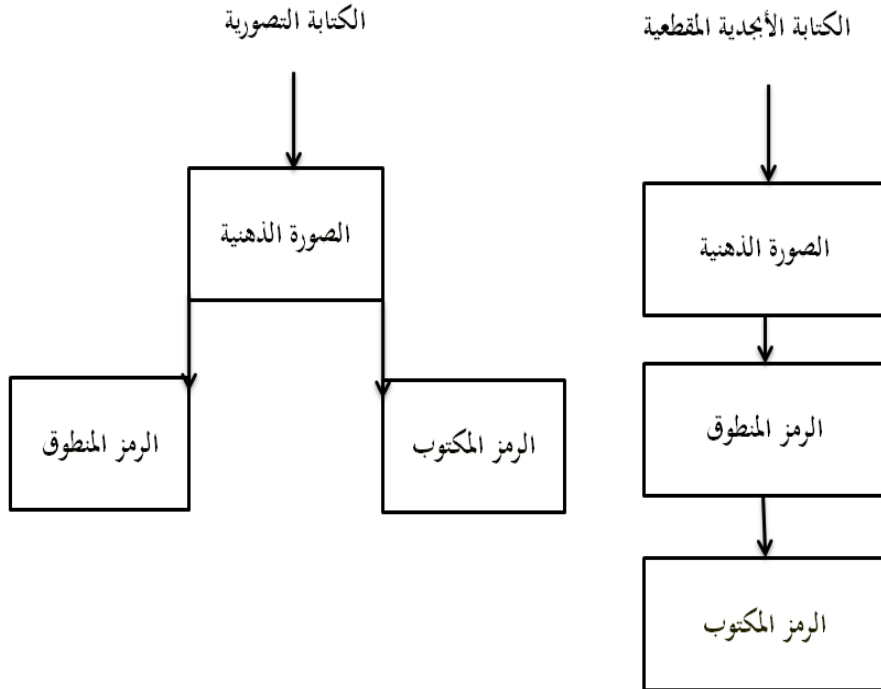 الكتابة الأبجدية المقطعية
الصورة الذهنية
الرمز المنطوق
الرمز المكتوب
الكتابة التصورية
الصورة الذهنية
الرمز المكتوب
الرمز المنطوق